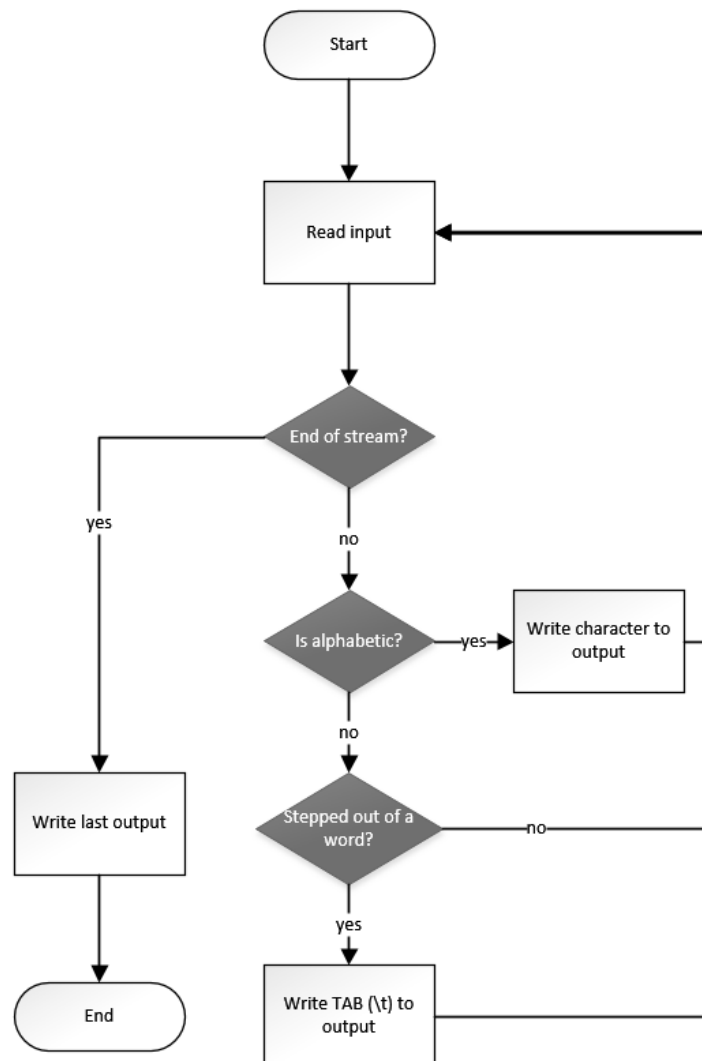 Start
Read input
End of stream?
yes
no
Is alphabetic?
yes
Write character to
output
no
Write last output
Stepped out of a
word?
no
yes
End
Write TAB (\t) to
output